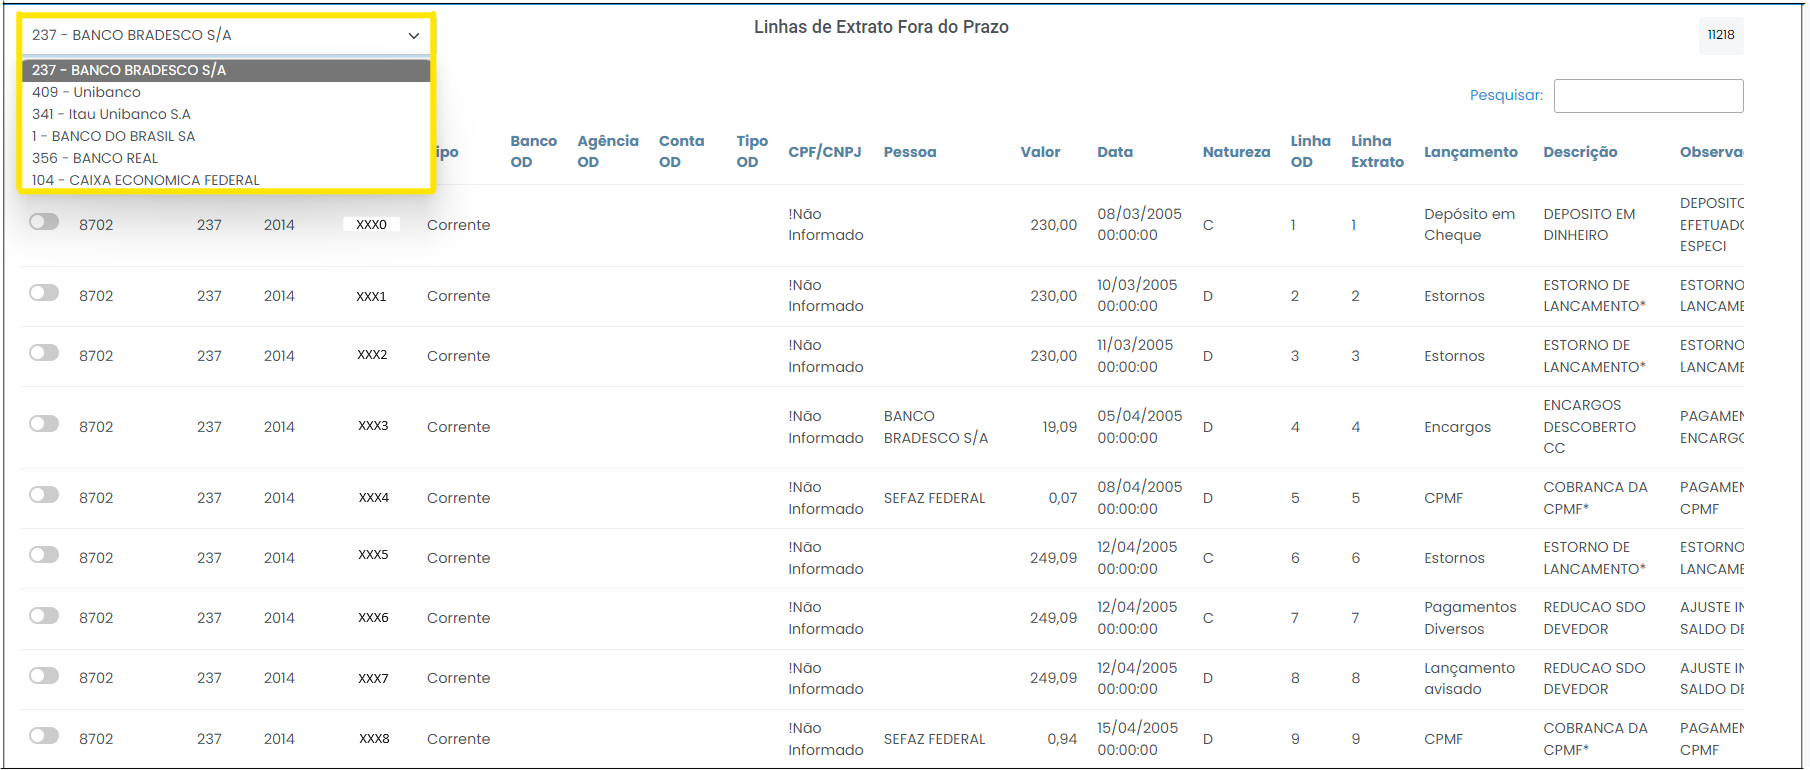 237 - BANCO BRADESCO S/A
Linhas de Extrato Fora do Prazo
11218
237 - BANCO BRADESCO S/A
409 - Unibanco
341 - Itau Unibanco S.A
1 - BANCO DO BRASIL SA
356 - BANCO REAL
104 - CAIXA ECONOMICA FEDERAL
Pesquisar:
ipo Banco OD Agência OD Conta OD Tipo OD CPF/CNPJ Pessoa Valor Data Natureza Linha OD Linha Extrato Lançamento Descrição Observa
8702 237 2014 XXX0 Corrente !Não Informado 230,00 08/03/2005 00:00:00 C 1 1 Depósito em Cheque DEPOSITO EM DINHEIRO DEPOSITO EFETUADO ESPECI
8702 237 2014 XXX1 Corrente !Não Informado 230,00 10/03/2005 00:00:00 D 2 2 Estornos ESTORNO DE LANCAMENTO* ESTORNO LANCAME
8702 237 2014 XXX2 Corrente !Não Informado 230,00 11/03/2005 00:00:00 D 3 3 Estornos ESTORNO DE LANCAMENTO* ESTORNO LANCAME
8702 237 2014 XXX3 Corrente !Não Informado BANCO BRADESCO S/A 19,09 05/04/2005 00:00:00 D 4 4 Encargos ENCARGOS DESCOBERTO CC PAGAMEN ENCARGO
8702 237 2014 XXX4 Corrente !Não Informado SEFAZ FEDERAL 0,07 08/04/2005 00:00:00 D 5 5 CPMF COBRANCA DA CPMF* PAGAMEN CPMF
8702 237 2014 XXX5 Corrente !Não Informado 249,09 12/04/2005 00:00:00 C 6 6 Estornos ESTORNO DE LANCAMENTO* ESTORNO LANCAME
8702 237 2014 XXX6 Corrente !Não Informado 249,09 12/04/2005 00:00:00 C 7 7 Pagamentos Diversos REDUCAO SDO DEVEDOR AJUSTE IN SALDO DE
8702 237 2014 XXX7 Corrente !Não Informado 249,09 12/04/2005 00:00:00 D 8 8 Lançamento avisado REDUCAO SDO DEVEDOR AJUSTE IN SALDO DE
8702 237 2014 XXX8 Corrente !Não Informado SEFAZ FEDERAL 0,94 15/04/2005 00:00:00 D 9 9 CPMF COBRANCA DA CPMF* PAGAMEN CPMF